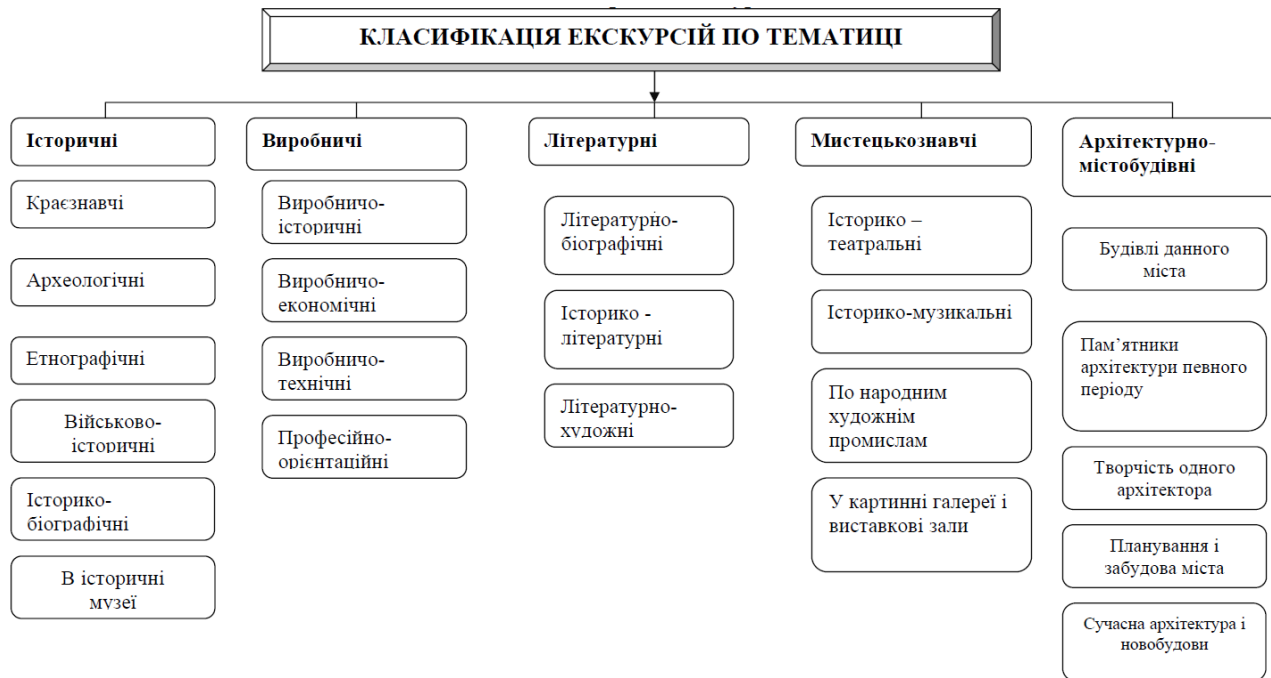 КЛАСИФІКАЦІЯ ЕКСКУРСІЙ ПО ТЕМАТИЦІ
Історичні
Краєзнавчі
Археологічні
Етнографічні
Військово-
історичні
Історико-
біографічні
В історичні
музеї
Виробничі
Виробничо-
історичні
Виробничо-
економічні
Виробничо-
технічні
Професійно-
орієнтаційні
Літературні
Літературно-
біографічні
Історико -
літературні
Літературно-
художні
Мистецькознавчі
Історико –
театральні
Історико-музикальні
По народним
художнім
промислам
У картинні галереї і
виставкові зали
Архітектурно-
містобудівні
Будівлі данного
міста
Пам’ятники
архітектури певного
періоду
Творчість одного
архітектора
Планування і
забудова міста
Сучасна архітектура і
новобудови